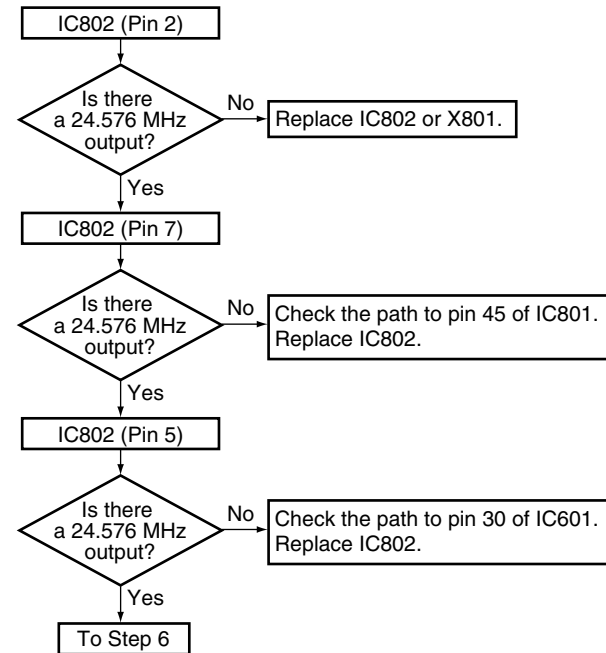 IC802 (Pin 2)
Is there
a 24.576 MHz
output?
No
Replace IC802 or X801.
Yes
IC802 (Pin 7)
Is there
a 24.576 MHz
output?
No
Check the path to pin 45 of IC801.
Replace IC802.
Yes
IC802 (Pin 5)
Is there
a 24.576 MHz
output?
No
Check the path to pin 30 of IC601.
Replace IC802.
Yes
To Step 6